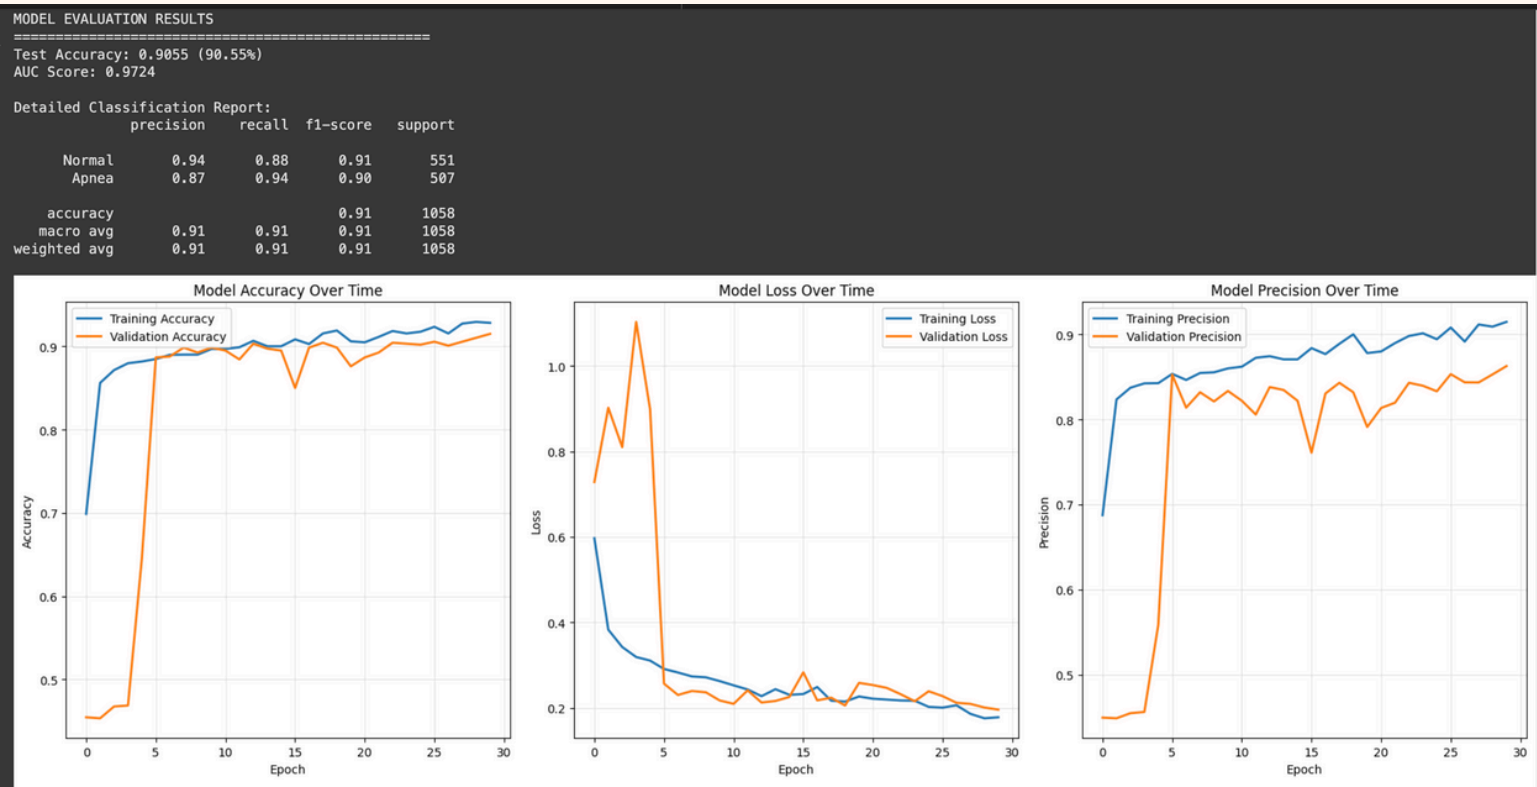 MODEL EVALUATION RESULTS
==================================================
Test Accuracy: 0.9055 (90.55%)
AUC Score: 0.9724
Detailed Classification Report:
precision recall f1-score support
Normal 0.94 0.88 0.91 551
Apnea 0.87 0.94 0.90 507
accuracy 0.91 1058
macro avg 0.91 0.91 0.91 1058
weighted avg 0.91 0.91 0.91 1058
Model Accuracy Over Time
Training Accuracy
Validation Accuracy
Accuracy
0.9
0.8
0.7
0.6
0.5
0 5 10 15 20 25 30
Epoch
Model Loss Over Time
Training Loss
Validation Loss
Loss
1.0
0.8
0.6
0.4
0.2
0 5 10 15 20 25 30
Epoch
Model Precision Over Time
Training Precision
Validation Precision
Precision
0.9
0.8
0.7
0.6
0.5
0 5 10 15 20 25 30
Epoch